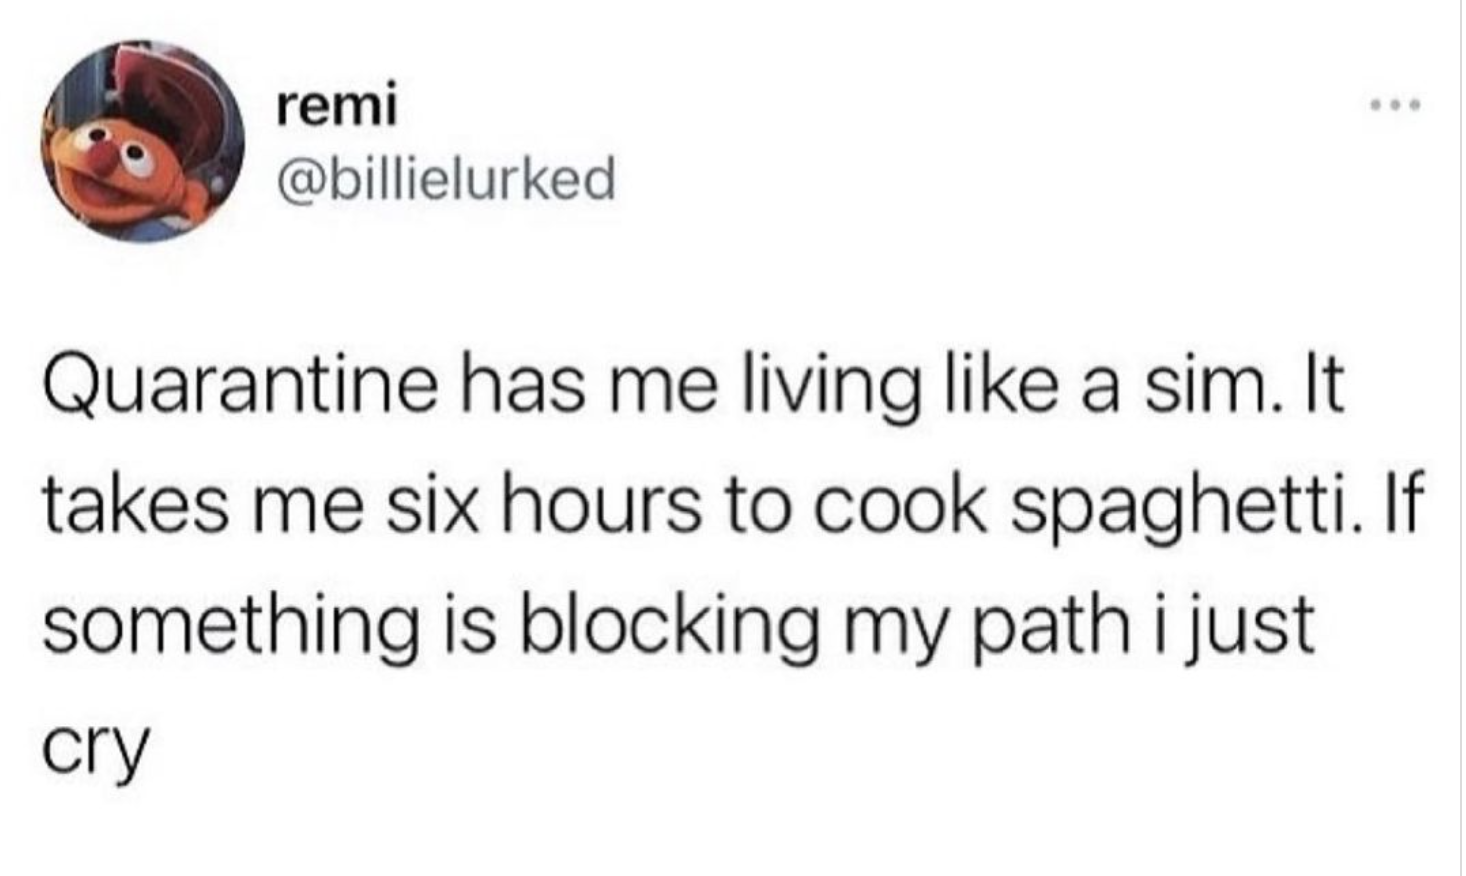 remi
@billielurked
Quarantine has me living like a sim. It
takes me six hours to cook spaghetti. If
something is blocking my path i just
cry